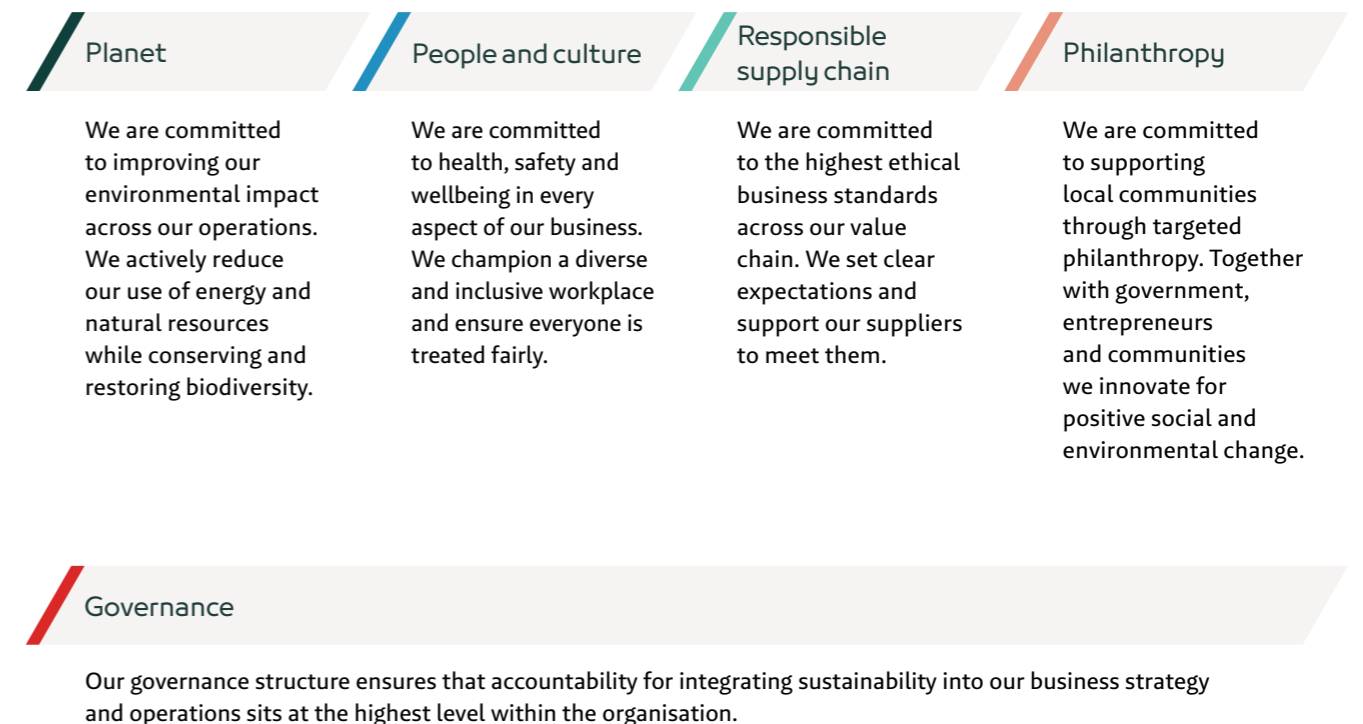 Planet
We are committed
to improving our
environmental impact
across our operations.
We actively reduce
our use of energy and
natural resources
while conserving and
restoring biodiversity.
People and culture
We are committed
to health, safety and
wellbeing in every
aspect of our business.
We champion a diverse
and inclusive workplace
and ensure everyone is
treated fairly.
Responsible
supply chain
We are committed
to the highest ethical
business standards
across our value
chain. We set clear
expectations and
support our suppliers
to meet them.
Philanthropy
We are committed
to supporting
local communities
through targeted
philanthropy. Together
with government,
entrepreneurs
and communities
we innovate for
positive social and
environmental change.
Governance
Our governance structure ensures that accountability for integrating sustainability into our business strategy
and operations sits at the highest level within the organisation.